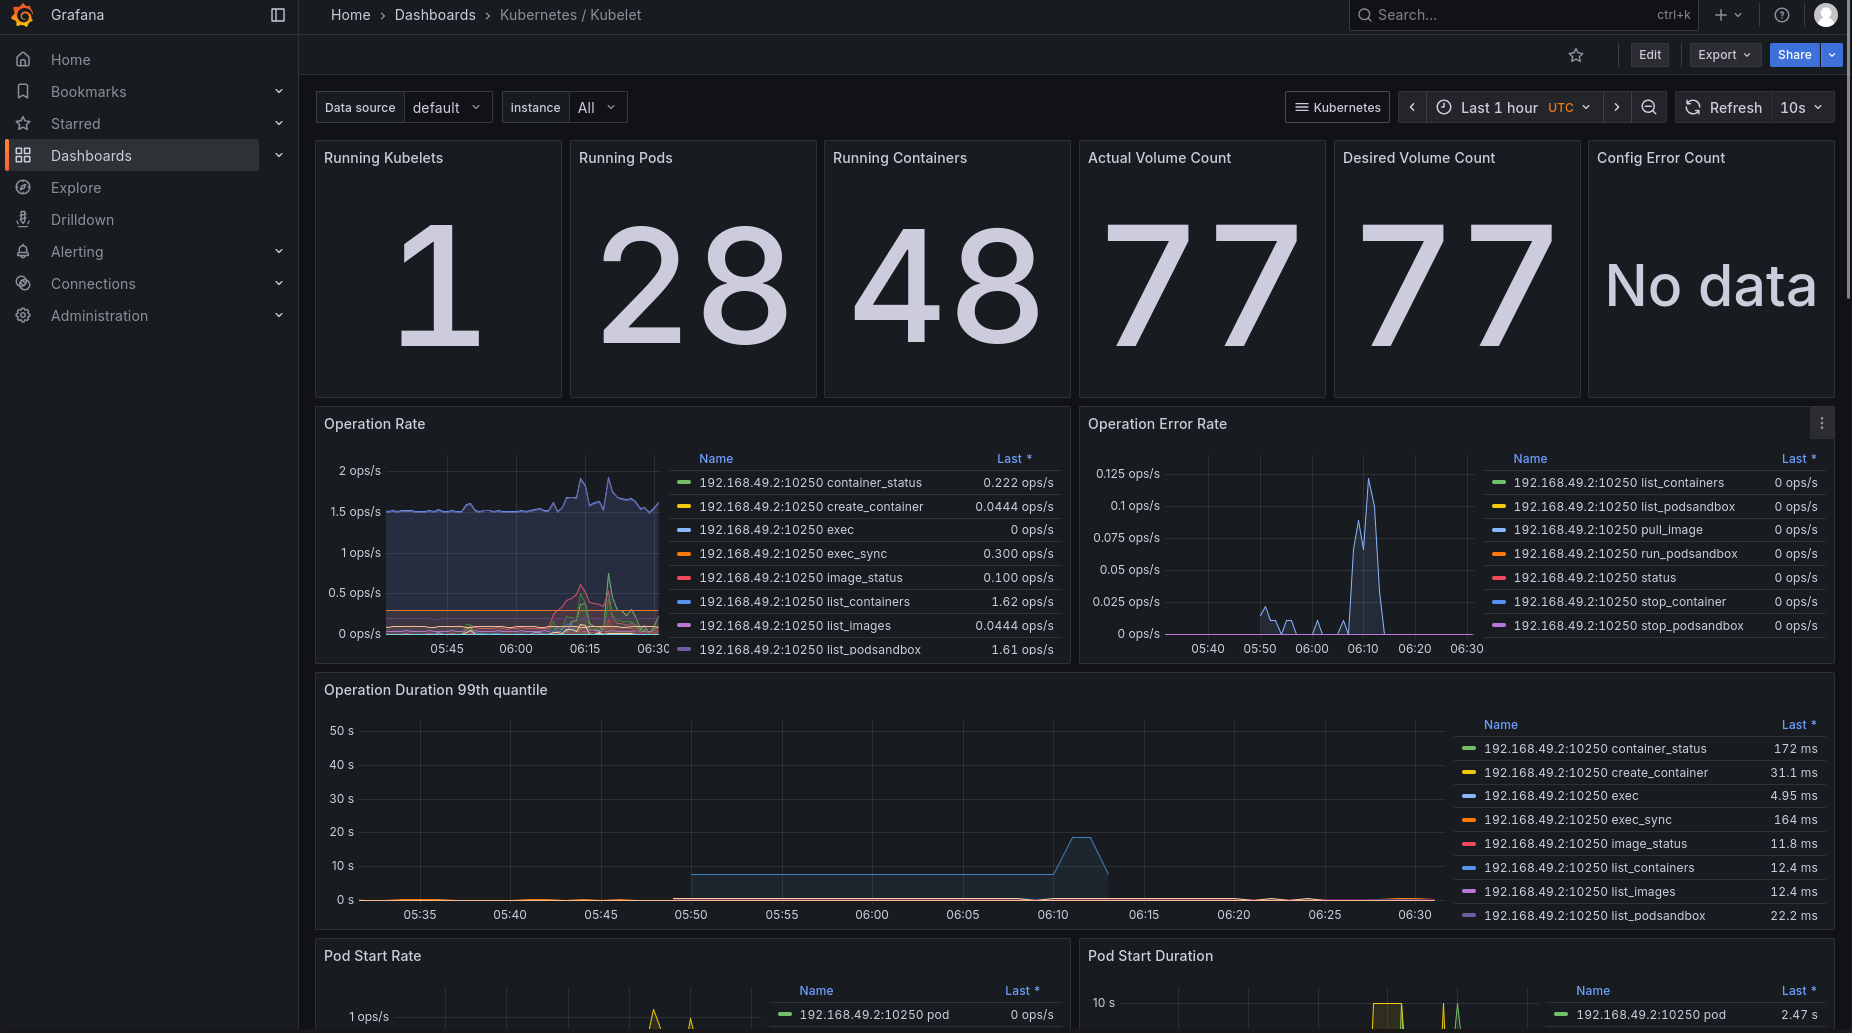 Grafana
Home › Dashboards › Kubernetes / Kubelet
Search... ctrl+k
Home
Bookmarks
Starred
Dashboards
Explore
Drilldown
Alerting
Connections
Administration
Edit
Export
Share
Data source default
instance All
Kubernetes
Last 1 hour UTC
Refresh 10s
Running Kubelets
1
Running Pods
28
Running Containers
48
Actual Volume Count
77
Desired Volume Count
77
Config Error Count
No data
Operation Rate
2 ops/s
1.5 ops/s
1 ops/s
0.5 ops/s
0 ops/s
05:45 06:00 06:15 06:30
Name Last *
192.168.49.2:10250 container_status 0.222 ops/s
192.168.49.2:10250 create_container 0.0444 ops/s
192.168.49.2:10250 exec 0 ops/s
192.168.49.2:10250 exec_sync 0.300 ops/s
192.168.49.2:10250 image_status 0.100 ops/s
192.168.49.2:10250 list_containers 1.62 ops/s
192.168.49.2:10250 list_images 0.0444 ops/s
192.168.49.2:10250 list_podsandbox 1.61 ops/s
Operation Error Rate
0.125 ops/s
0.1 ops/s
0.075 ops/s
0.05 ops/s
0.025 ops/s
0 ops/s
05:40 05:50 06:00 06:10 06:20 06:30
Name Last *
192.168.49.2:10250 list_containers 0 ops/s
192.168.49.2:10250 list_podsandbox 0 ops/s
192.168.49.2:10250 pull_image 0 ops/s
192.168.49.2:10250 run_podsandbox 0 ops/s
192.168.49.2:10250 status 0 ops/s
192.168.49.2:10250 stop_container 0 ops/s
192.168.49.2:10250 stop_podsandbox 0 ops/s
Operation Duration 99th quantile
50 s
40 s
30 s
20 s
10 s
0 s
05:35 05:40 05:45 05:50 05:55 06:00 06:05 06:10 06:15 06:20 06:25 06:30
Name Last *
192.168.49.2:10250 container_status 172 ms
192.168.49.2:10250 create_container 31.1 ms
192.168.49.2:10250 exec 4.95 ms
192.168.49.2:10250 exec_sync 164 ms
192.168.49.2:10250 image_status 11.8 ms
192.168.49.2:10250 list_containers 12.4 ms
192.168.49.2:10250 list_images 12.4 ms
192.168.49.2:10250 list_podsandbox 22.2 ms
Pod Start Rate
1 ops/s
Name Last *
192.168.49.2:10250 pod 0 ops/s
Pod Start Duration
10 s
Name Last *
192.168.49.2:10250 pod 2.47 s